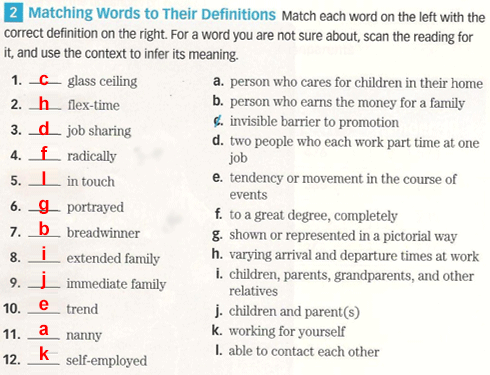 2 Matching Words to Their Definitions Match each word on the left with the
correct definition on the right. For a word you are not sure about, scan the reading for
it, and use the context to infer its meaning.
1. c glass ceiling
2. h flex-time
3. d job sharing
4. f radically
5. l in touch
6. g portrayed
7. b breadwinner
8. i extended family
9. j immediate family
10. e trend
11. a nanny
12. k self-employed
a. person who cares for children in their home
b. person who earns the money for a family
c. invisible barrier to promotion
d. two people who each work part time at one
job
e. tendency or movement in the course of
events
f. to a great degree, completely
g. shown or represented in a pictorial way
h. varying arrival and departure times at work
i. children, parents, grandparents, and other
relatives
j. children and parent(s)
k. working for yourself
l. able to contact each other